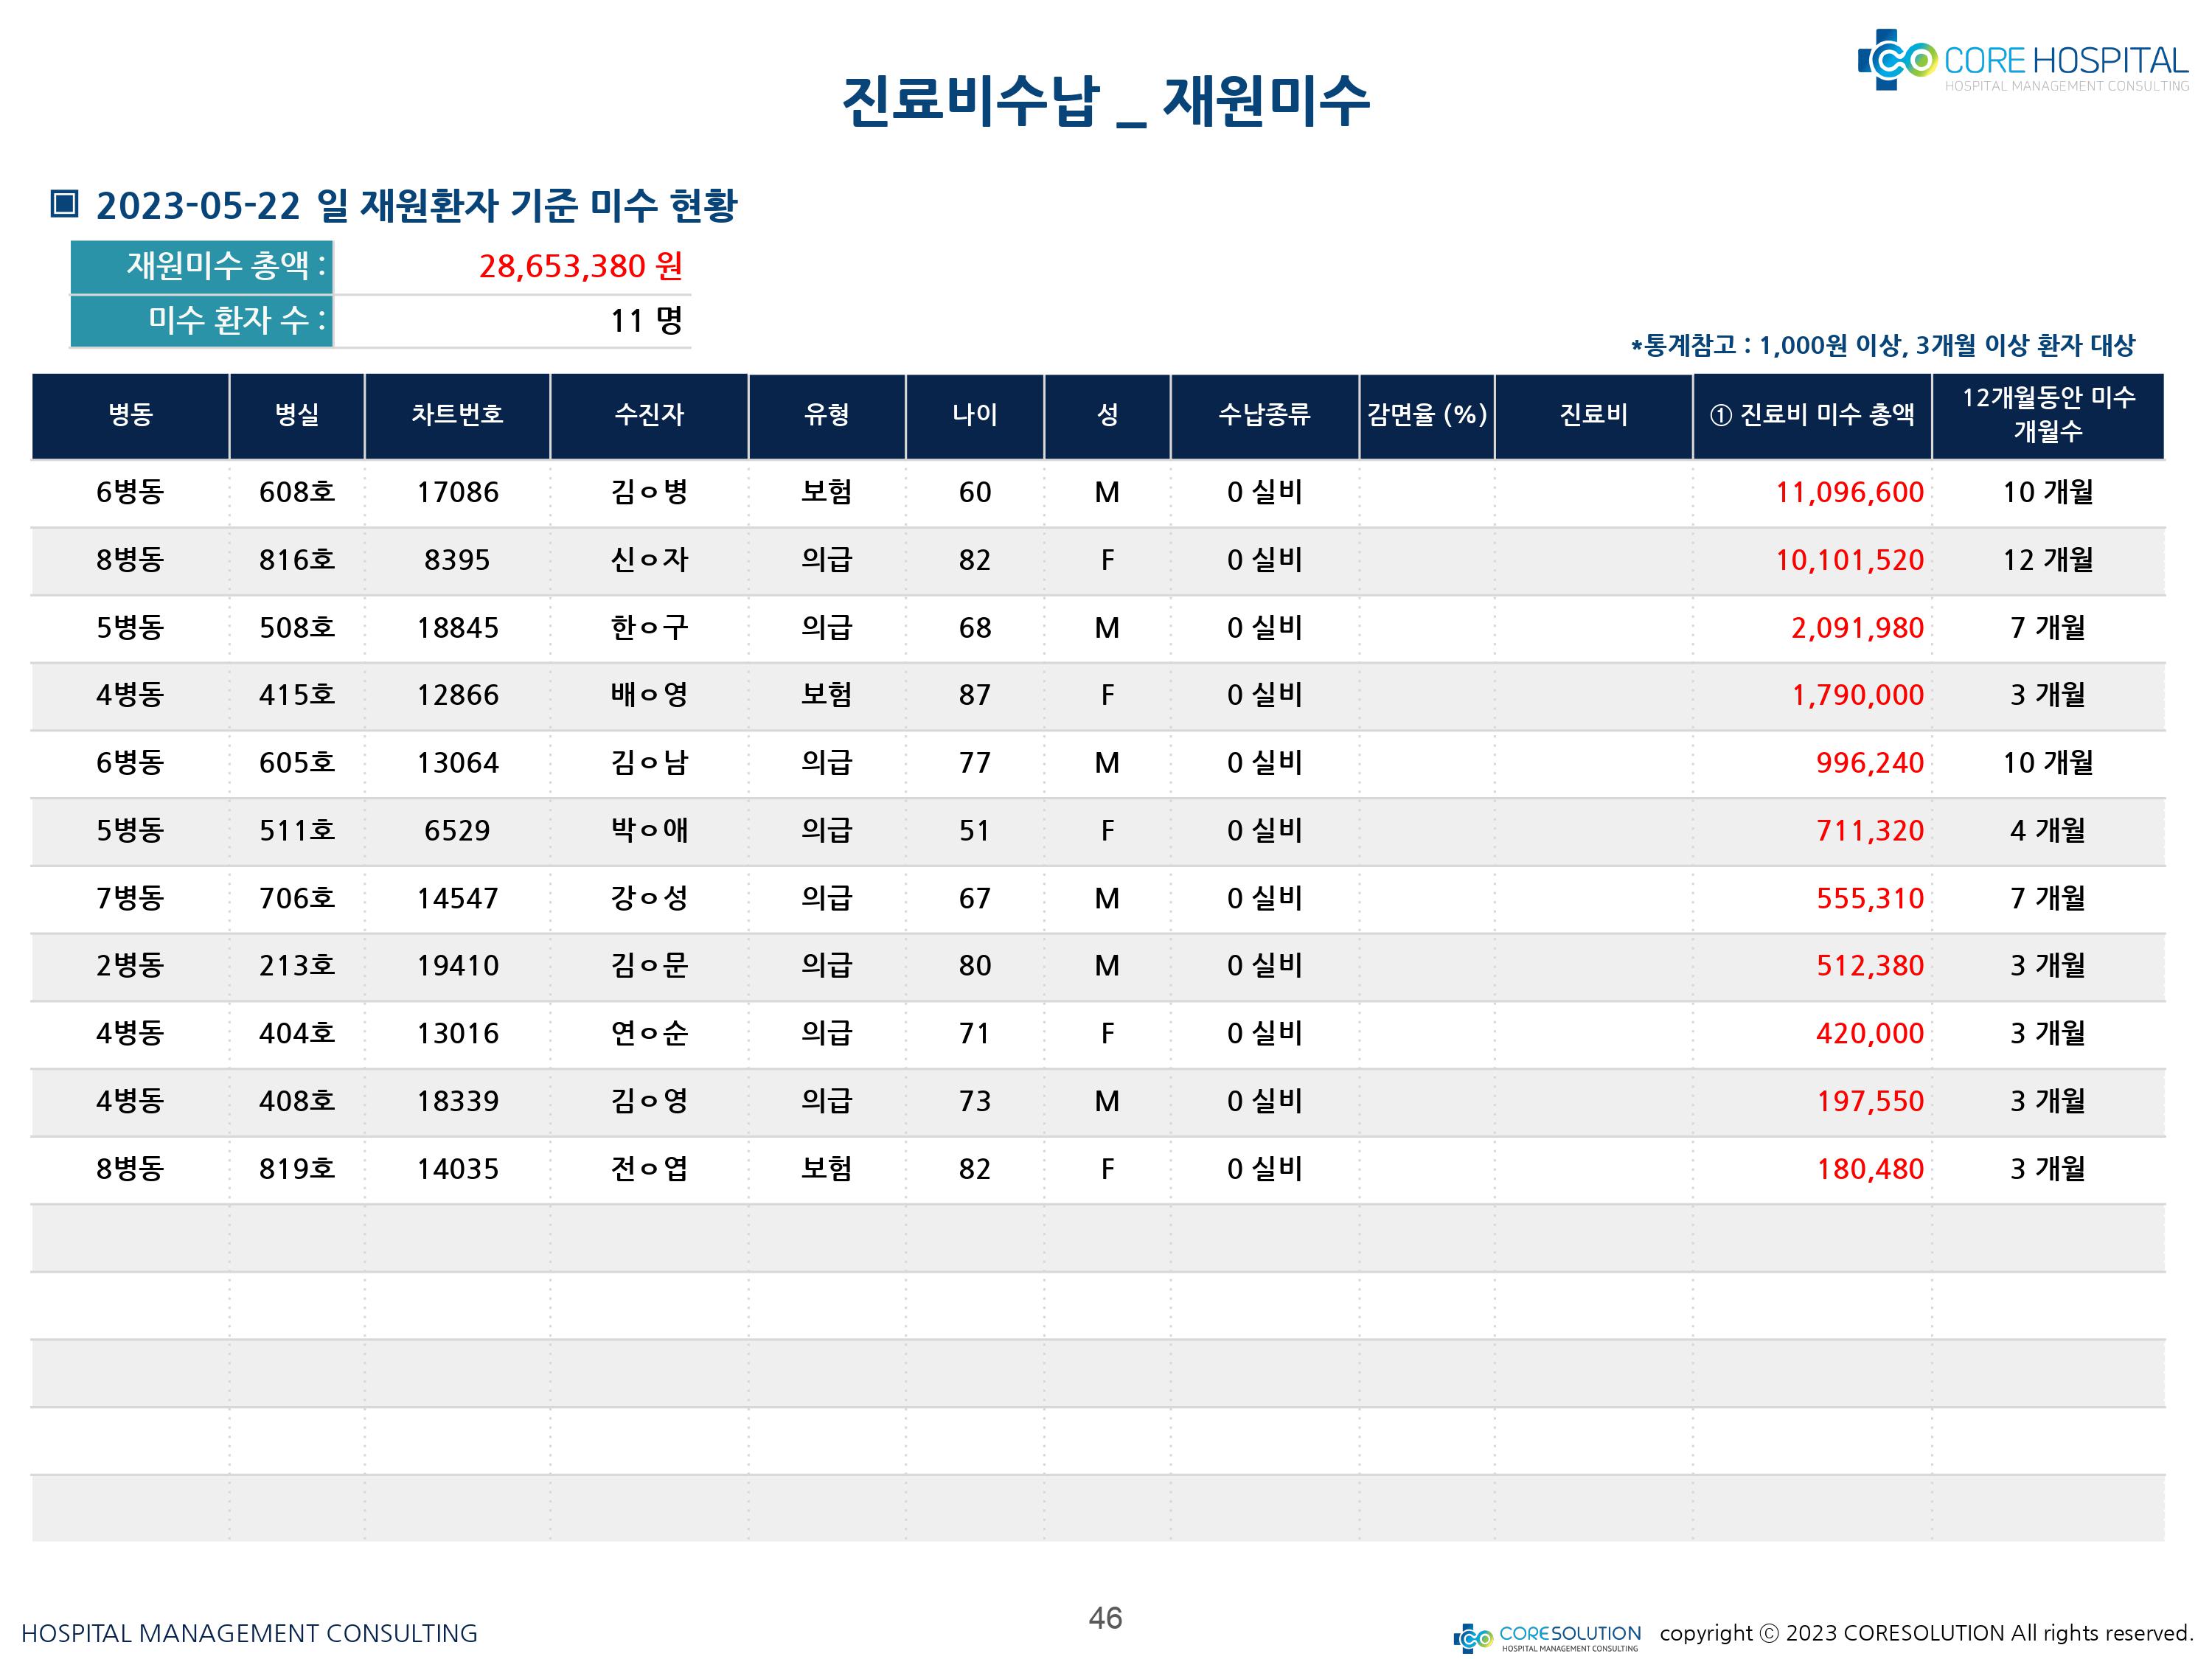 CORE HOSPITAL
HOSPITAL MANAGEMENT CONSULTING
진료비수납 _ 재원미수
▣ 2023-05-22 일 재원환자 기준 미수 현황
재원미수 총액 : 28,653,380 원
미수 환자 수 : 11 명
*통계참고 : 1,000원 이상, 3개월 이상 환자 대상
병동 병실 차트번호 수진자 유형 나이 성 수납종류 감면율 (%) 진료비 ① 진료비 미수 총액 12개월동안 미수 개월수
6병동 608호 17086 김ㅇ병 보험 60 M 0 실비 11,096,600 10 개월
8병동 816호 8395 신ㅇ자 의급 82 F 0 실비 10,101,520 12 개월
5병동 508호 18845 한ㅇ구 의급 68 M 0 실비 2,091,980 7 개월
4병동 415호 12866 배ㅇ영 보험 87 F 0 실비 1,790,000 3 개월
6병동 605호 13064 김ㅇ남 의급 77 M 0 실비 996,240 10 개월
5병동 511호 6529 박ㅇ애 의급 51 F 0 실비 711,320 4 개월
7병동 706호 14547 강ㅇ성 의급 67 M 0 실비 555,310 7 개월
2병동 213호 19410 김ㅇ문 의급 80 M 0 실비 512,380 3 개월
4병동 404호 13016 연ㅇ순 의급 71 F 0 실비 420,000 3 개월
4병동 408호 18339 김ㅇ영 의급 73 M 0 실비 197,550 3 개월
8병동 819호 14035 전ㅇ엽 보험 82 F 0 실비 180,480 3 개월
HOSPITAL MANAGEMENT CONSULTING
46
CORESOLUTION
HOSPITAL MANAGEMENT CONSULTING
copyright ⓒ 2023 CORESOLUTION All rights reserved.